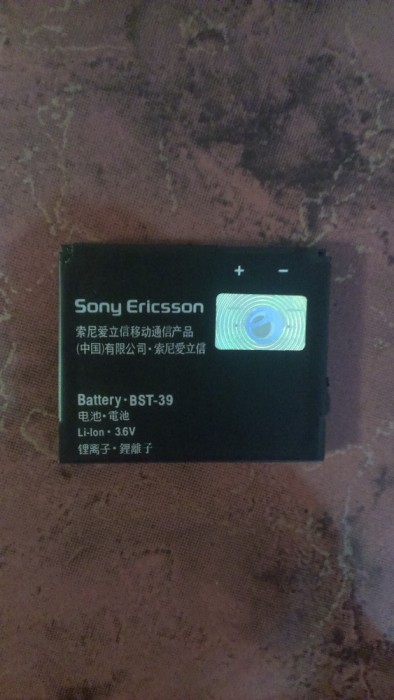 + −
Sony Ericsson
索尼爱立信移动通信产品
(中国)有限公司·索尼爱立信
Battery·BST-39
电池·電池
Li-Ion·3.6V
锂离子·鋰離子